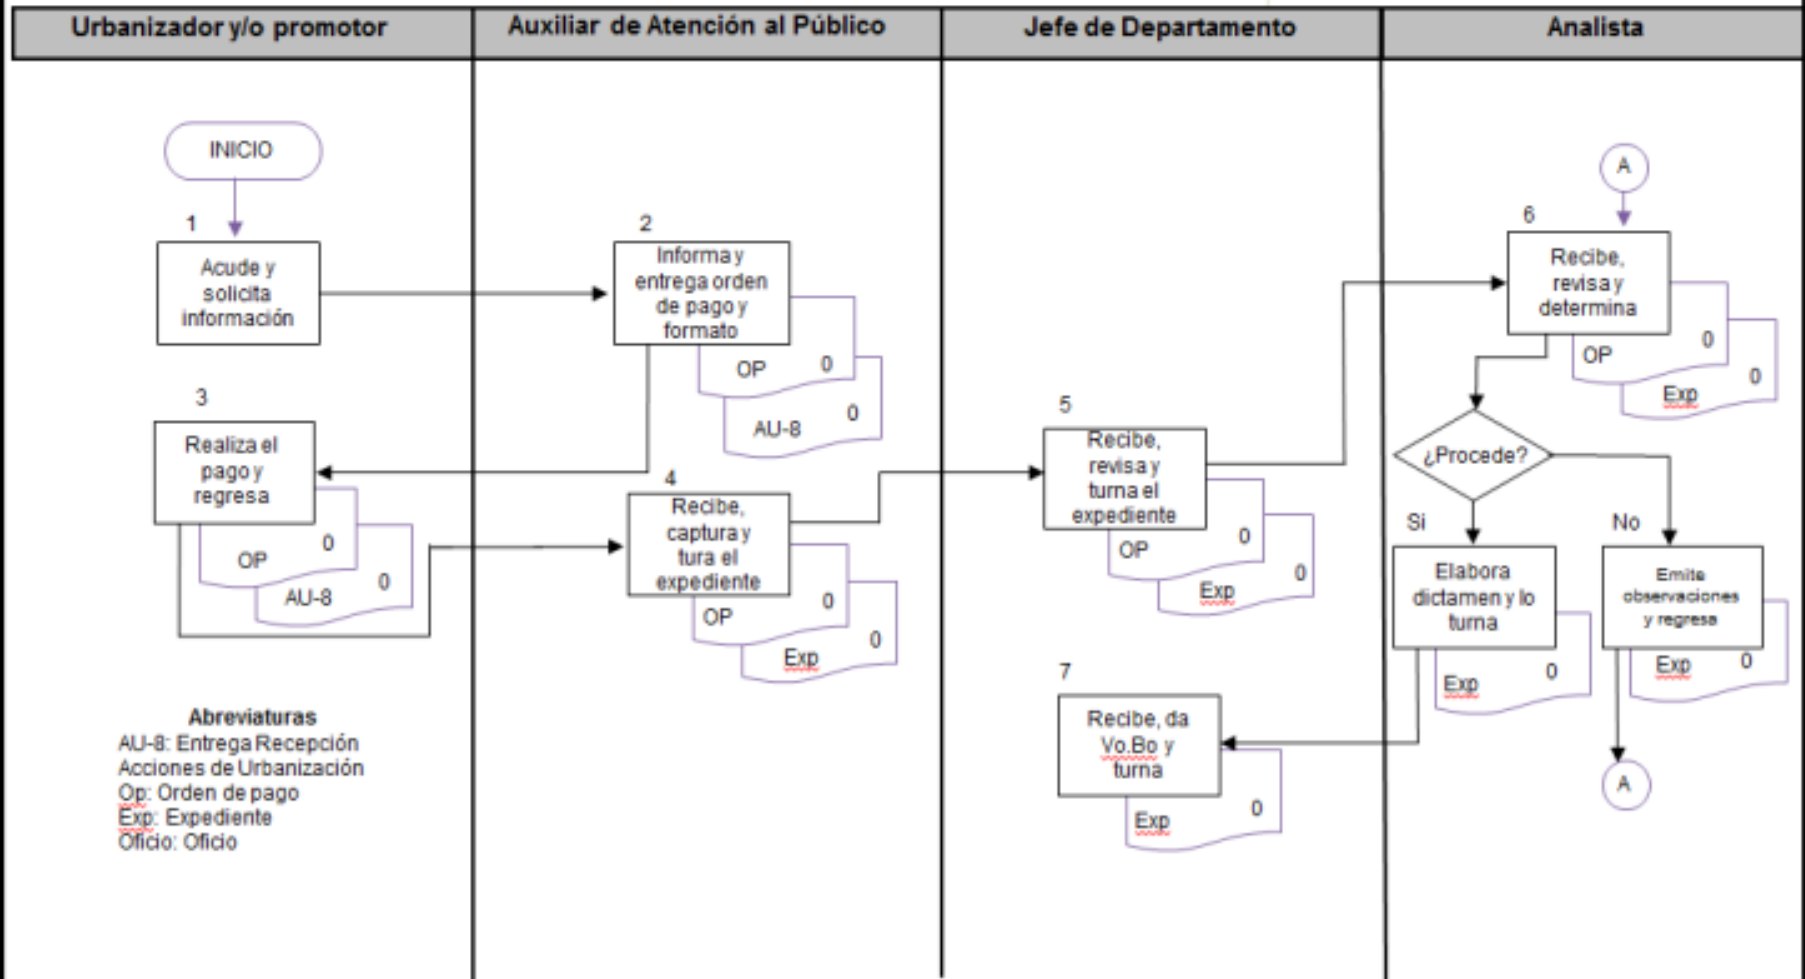 Urbanizador y/o promotor
Auxiliar de Atención al Público
Jefe de Departamento
Analista
INICIO
1
Acude y
solicita
información
2
Informa y
entrega orden
de pago y
formato
OP
0
AU-8
0
3
Realiza el
pago y
regresa
OP
0
AU-8
0
4
Recibe,
captura y
tura el
expediente
OP
0
Exp
0
5
Recibe,
revisa y
turna el
expediente
OP
0
Exp
0
A
6
Recibe,
revisa y
determina
OP
0
Exp
0
¿Procede?
Si
No
Elabora
dictamen y lo
turna
Exp
0
Emite
observaciones
y regresa
Exp
0
A
7
Recibe, da
Vo.Bo y
turna
Exp
0
Abreviaturas
AU-8: Entrega Recepción
Acciones de Urbanización
Op: Orden de pago
Exp: Expediente
Oficio: Oficio